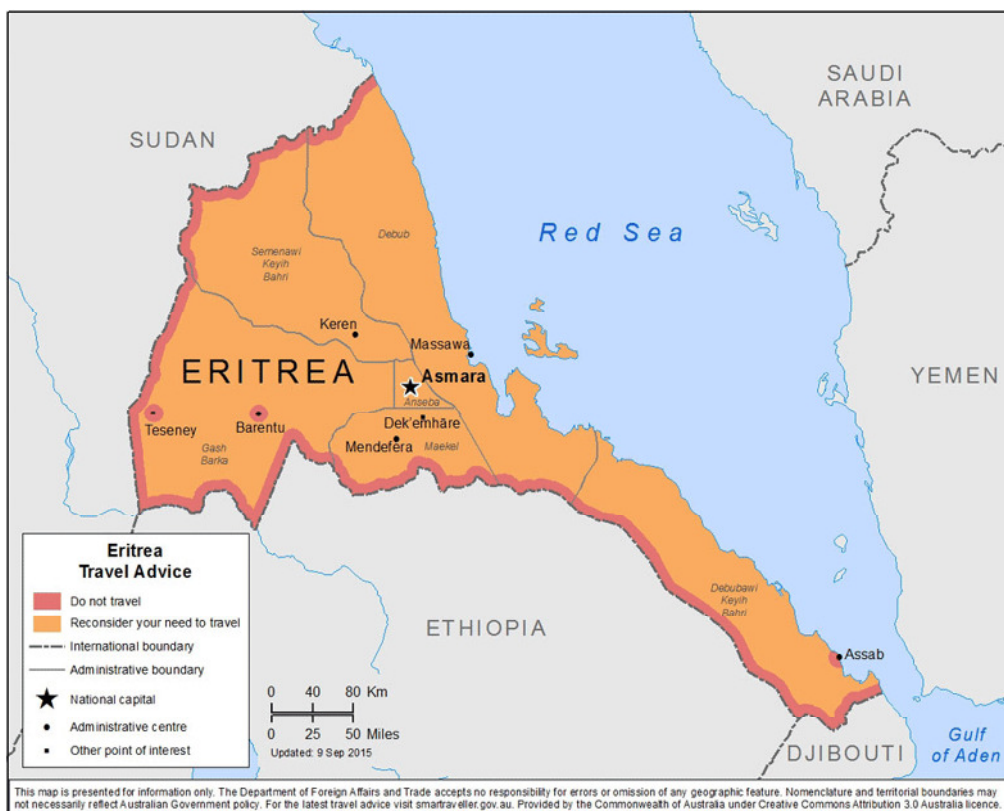 SAUDI
ARABIA
SUDAN
Red Sea
Debub
Semenawi
Keyih
Bahri
Keren
Massawa
ERITREA
Asmara
YEMEN
Anseba
Teseney
Barentu
Dek'emhāre
Mendefera
Maekel
Gash
Barka
Debubawi
Keyih
Bahri
ETHIOPIA
Assab
DJIBOUTI
Gulf
of Aden
Eritrea
Travel Advice
Do not travel
Reconsider your need to travel
International boundary
Administrative boundary
National capital
Administrative centre
Other point of interest
0 40 80 Km
0 25 50 Miles
Updated: 9 Sep 2015
This map is presented for information only. The Department of Foreign Affairs and Trade accepts no responsibility for errors or omission of any geographic feature. Nomenclature and territorial boundaries may
not necessarily reflect Australian Government policy. For the latest travel advice visit smartraveller.gov.au. Provided by the Commonwealth of Australia under Creative Commons Attribution 3.0 Australia licence.